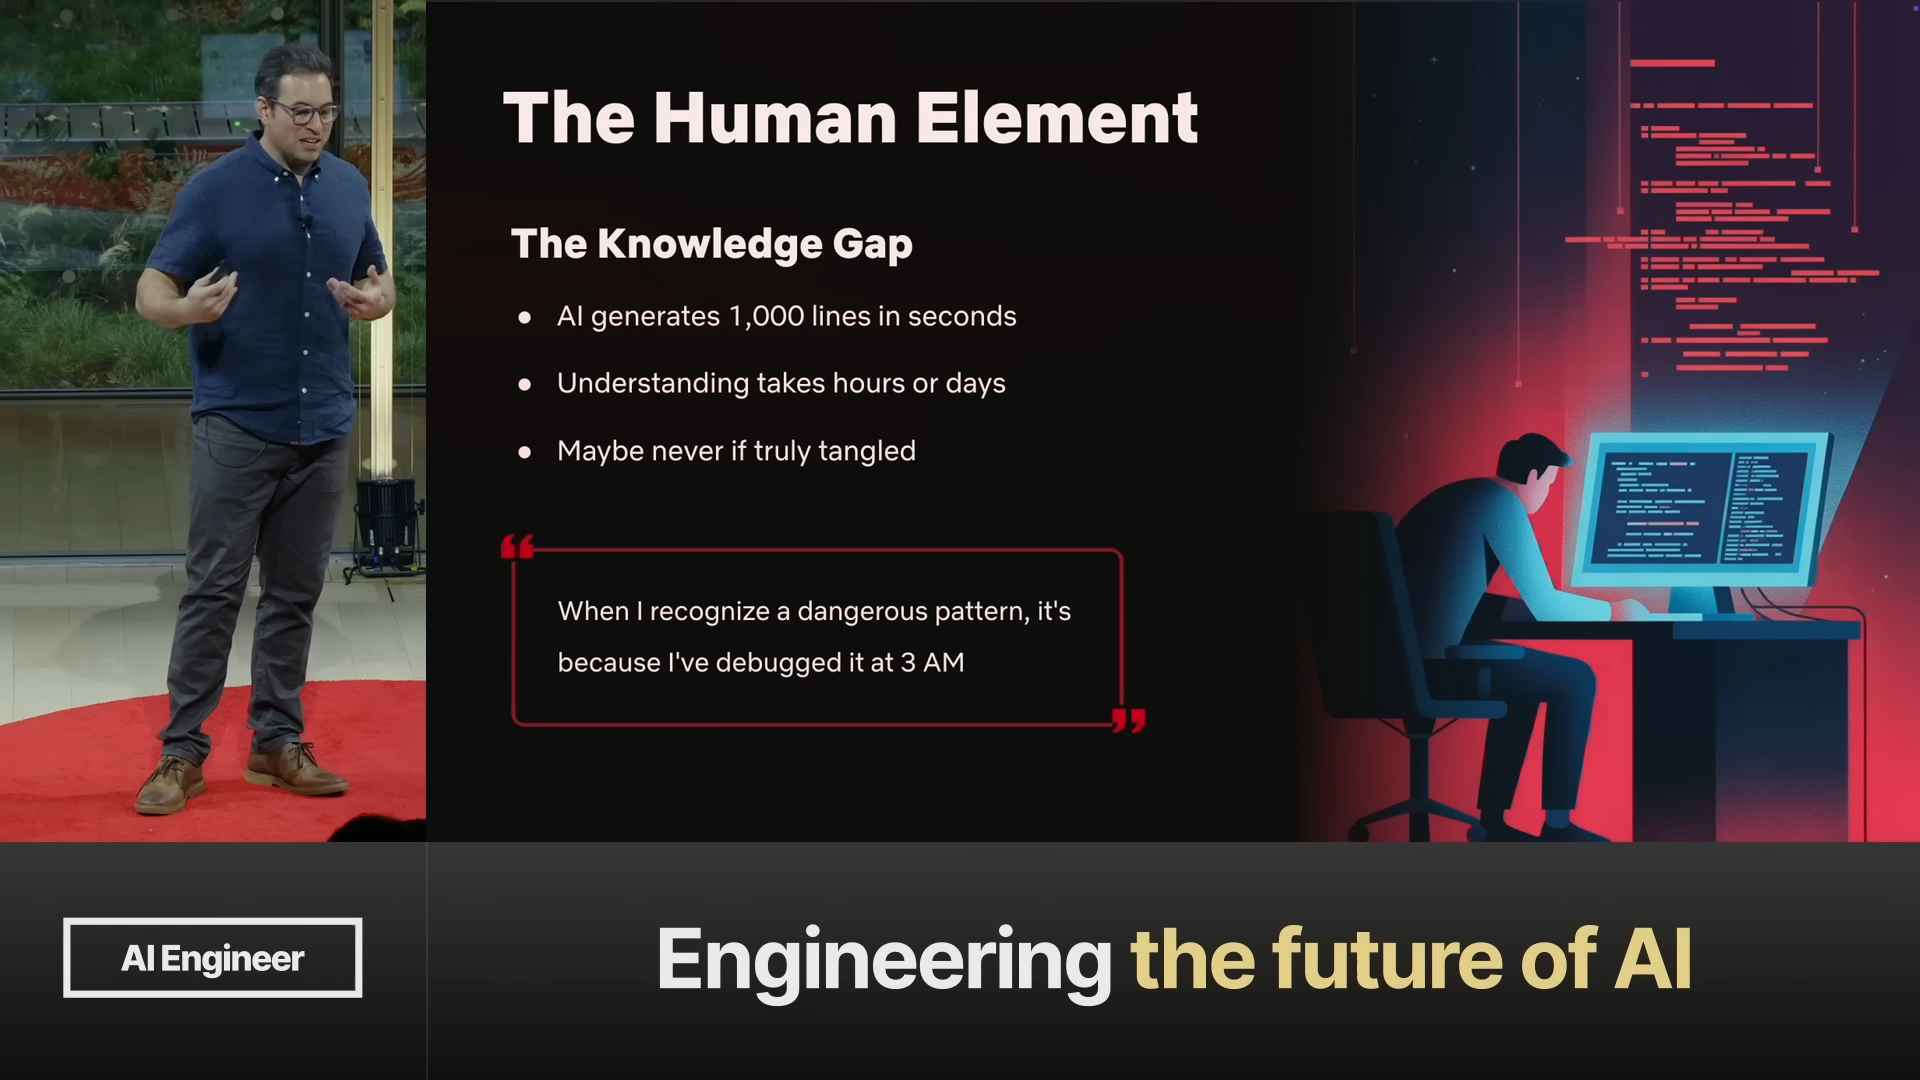 The Human Element
The Knowledge Gap
AI generates 1,000 lines in seconds
Understanding takes hours or days
Maybe never if truly tangled
“
When I recognize a dangerous pattern, it's
because I've debugged it at 3 AM
”
AI Engineer
Engineering the future of AI